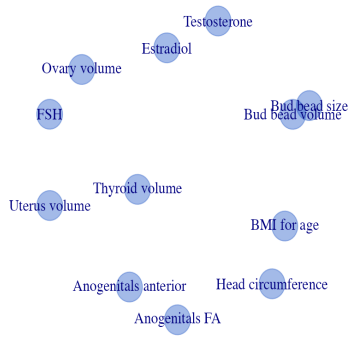 Testosterone
Estradiol
Ovary volume
Bud bead size
Bud bead volume
FSH
Thyroid volume
Uterus volume
BMI for age
Head circumference
Anogenitals anterior
Anogenitals FA